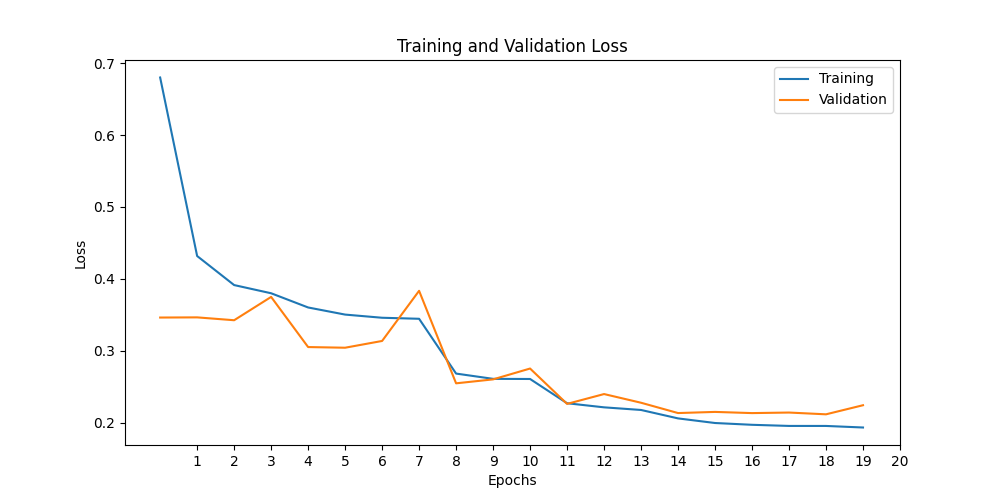 Training and Validation Loss
Training
Validation
0.7
0.6
0.5
0.4
0.3
0.2
Loss
1 2 3 4 5 6 7 8 9 10 11 12 13 14 15 16 17 18 19 20
Epochs